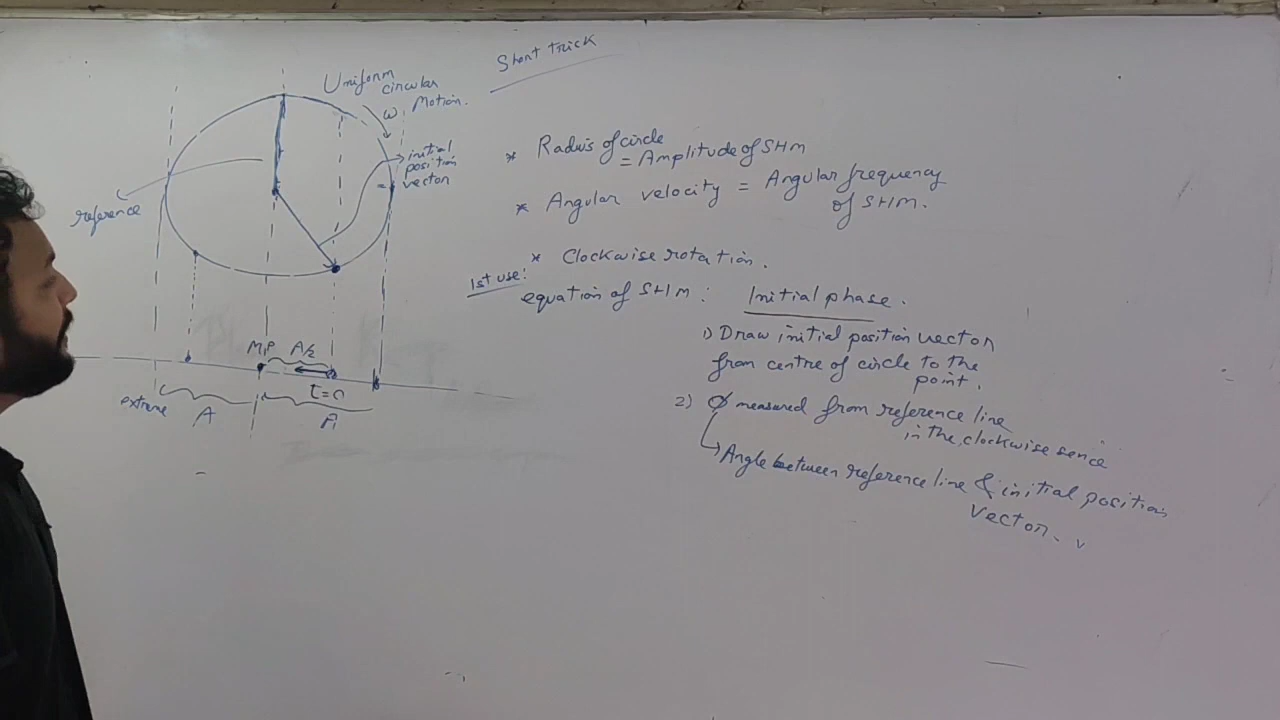 Short trick
Uniform
circular
ω Motion.
initial
position
vector
reference
* Radius of circle
= Amplitude of SHM
* Angular velocity = Angular frequency
of SHM.
* Clockwise rotation.
1st use:
equation of SHM: Initial phase.
1) Draw initial position vector
from centre of circle to the
point.
2) Ø measured from reference line
in the clockwise sence
Angle between reference line & initial position
vector.
M.P A/2
t=0
extreme A
A